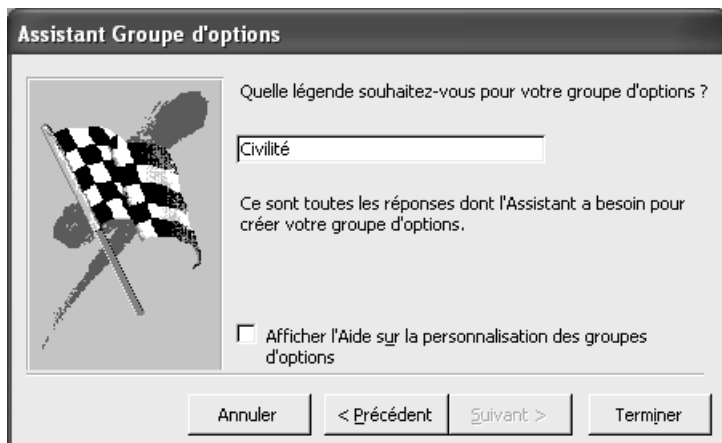 Assistant Groupe d'options
Quelle légende souhaitez-vous pour votre groupe d'options ?
Civilité
Ce sont toutes les réponses dont l'Assistant a besoin pour
créer votre groupe d'options.
Afficher l'Aide sur la personnalisation des groupes
d'options
Annuler
< Précédent
Suivant >
Terminer